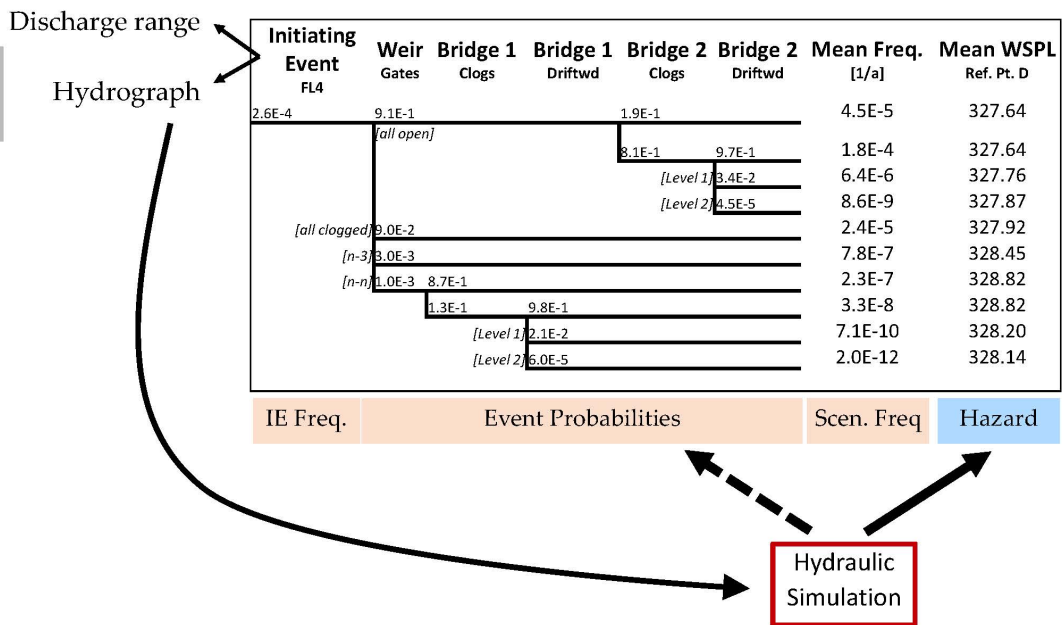 Discharge range
Hydrograph
Initiating Event FL4
Weir Gates
Bridge 1 Clogs
Bridge 1 Driftwd
Bridge 2 Clogs
Bridge 2 Driftwd
Mean Freq. [1/a]
Mean WSPL Ref. Pt. D
2.6E-4 9.1E-1 1.9E-1 4.5E-5 327.64
[all open]
8.1E-1 9.7E-1 1.8E-4 327.64
[Level 1] 3.4E-2 6.4E-6 327.76
[Level 2] 4.5E-5 8.6E-9 327.87
[all clogged] 9.0E-2 2.4E-5 327.92
[n-3] 3.0E-3 7.8E-7 328.45
[n-n] 1.0E-3 8.7E-1 2.3E-7 328.82
1.3E-1 9.8E-1 3.3E-8 328.82
[Level 1] 2.1E-2 7.1E-10 328.20
[Level 2] 6.0E-5 2.0E-12 328.14
IE Freq. Event Probabilities Scen. Freq Hazard
Hydraulic
Simulation